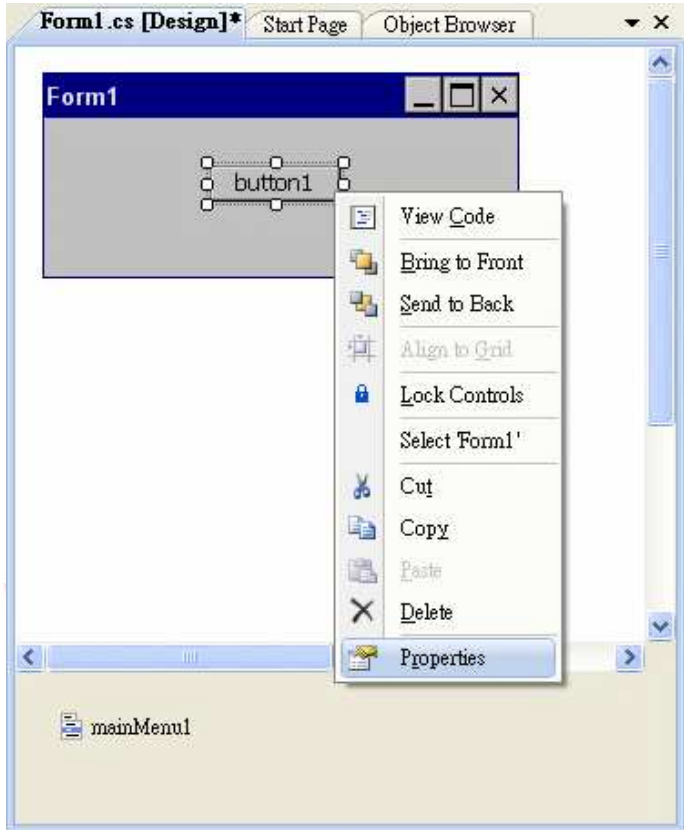 Form1.cs [Design]* Start Page Object Browser
Form1
button1
View Code
Bring to Front
Send to Back
Align to Grid
Lock Controls
Select 'Form1'
Cut
Copy
Paste
Delete
Properties
mainMenu1